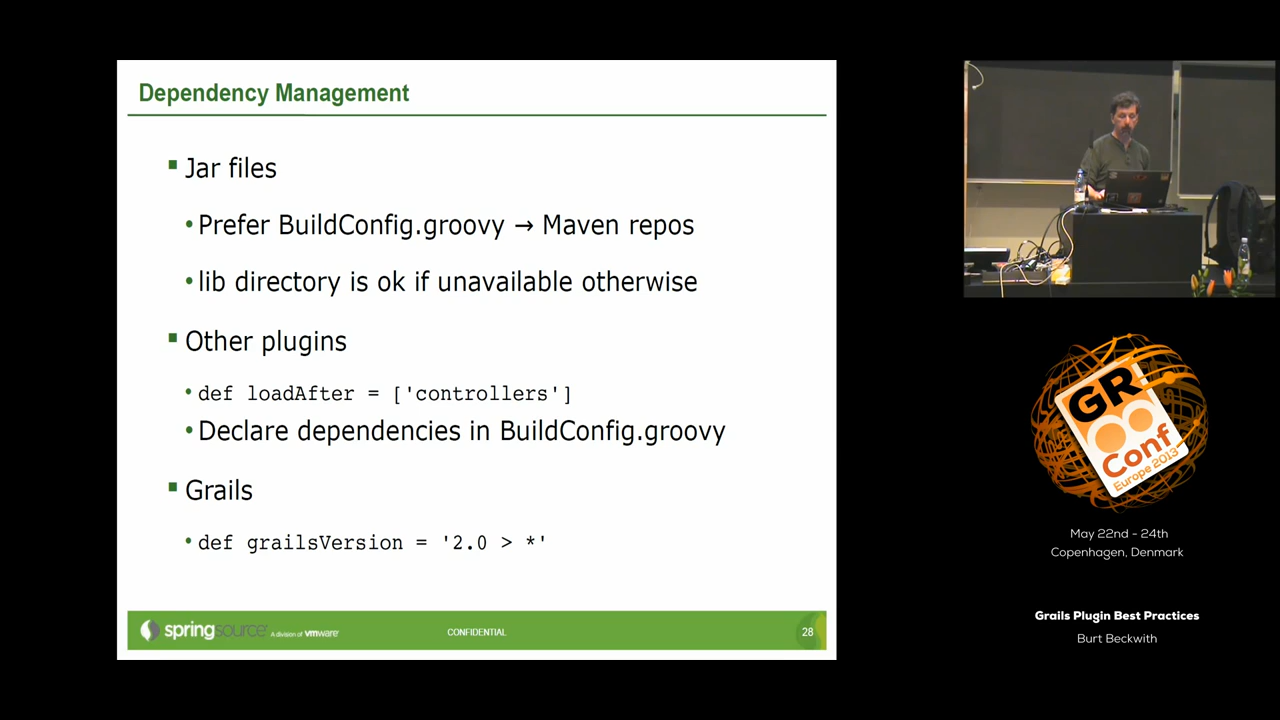 Dependency Management
Jar files
Prefer BuildConfig.groovy → Maven repos
lib directory is ok if unavailable otherwise
Other plugins
def loadAfter = ['controllers']
Declare dependencies in BuildConfig.groovy
Grails
def grailsVersion = '2.0 > *'
springsource A division of vmware
CONFIDENTIAL
28
GR
Conf
Europe 2013
May 22nd - 24th
Copenhagen, Denmark
Grails Plugin Best Practices
Burt Beckwith